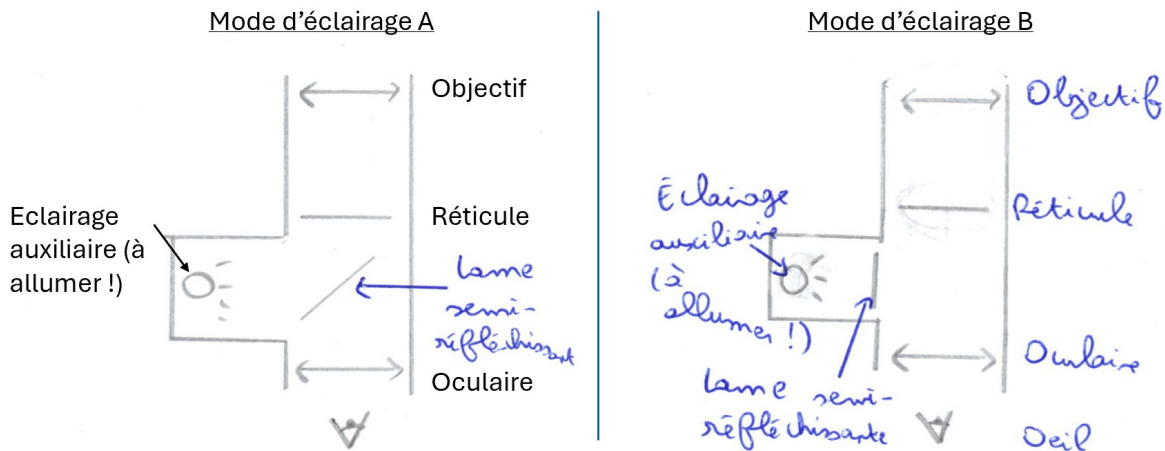 Mode d'éclairage A
Objectif
Réticule
Eclairage
auxiliaire (à
allumer !)
Lame
semi-
réfléchissant
Oculaire
Mode d'éclairage B
Objectif
Éclairage
auxiliaire
(à
allumer !)
Réticule
Oculaire
Lame semi-
réfléchissante
Oeil